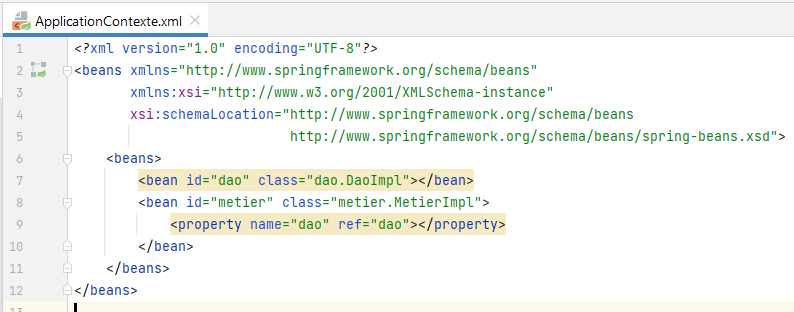 ApplicationContexte.xml
1 <?xml version="1.0" encoding="UTF-8"?>
2 <beans xmlns="http://www.springframework.org/schema/beans"
3 xmlns:xsi="http://www.w3.org/2001/XMLSchema-instance"
4 xsi:schemaLocation="http://www.springframework.org/schema/beans
5 http://www.springframework.org/schema/beans/spring-beans.xsd">
6 <beans>
7 <bean id="dao" class="dao.DaoImpl"></bean>
8 <bean id="metier" class="metier.MetierImpl">
9 <property name="dao" ref="dao"></property>
10 </bean>
11 </beans>
12 </beans>
13